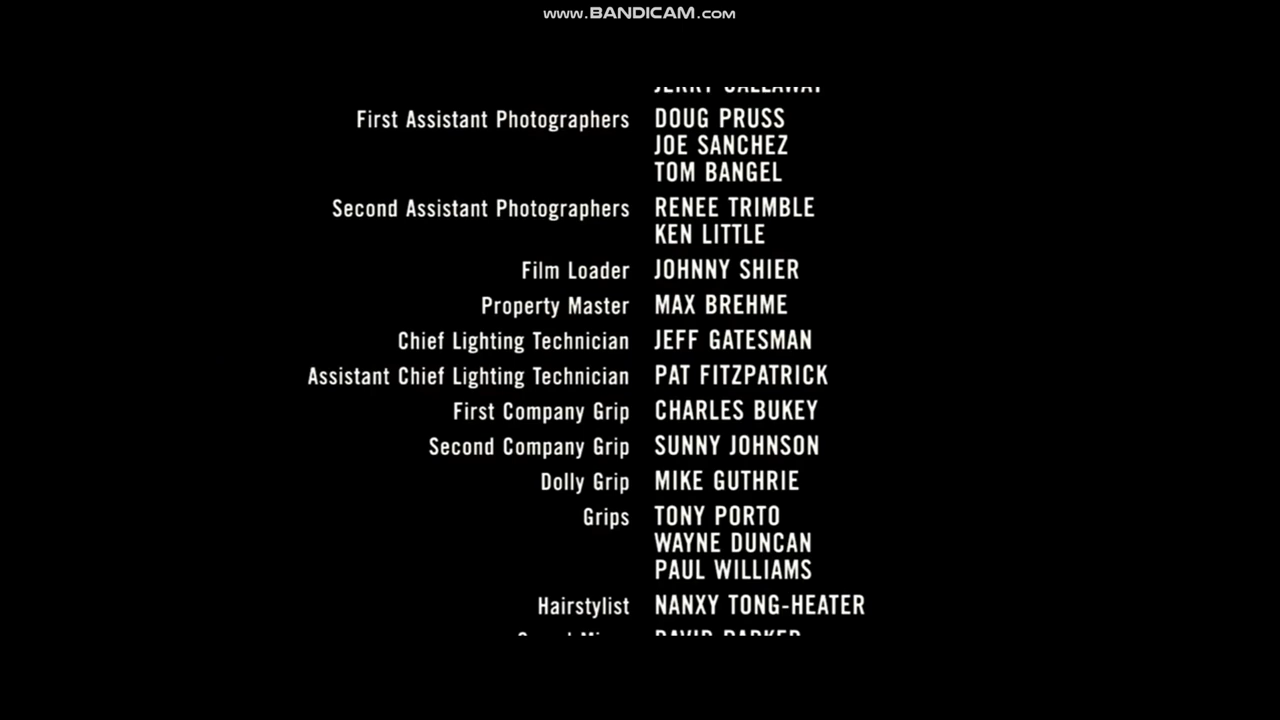 www.BANDICAM.com
JERRY CALLAWAY
First Assistant Photographers DOUG PRUSS
JOE SANCHEZ
TOM BANGEL
Second Assistant Photographers RENEE TRIMBLE
KEN LITTLE
Film Loader JOHNNY SHIER
Property Master MAX BREHME
Chief Lighting Technician JEFF GATESMAN
Assistant Chief Lighting Technician PAT FITZPATRICK
First Company Grip CHARLES BUKEY
Second Company Grip SUNNY JOHNSON
Dolly Grip MIKE GUTHRIE
Grips TONY PORTO
WAYNE DUNCAN
PAUL WILLIAMS
Hairstylist NANXY TONG-HEATER